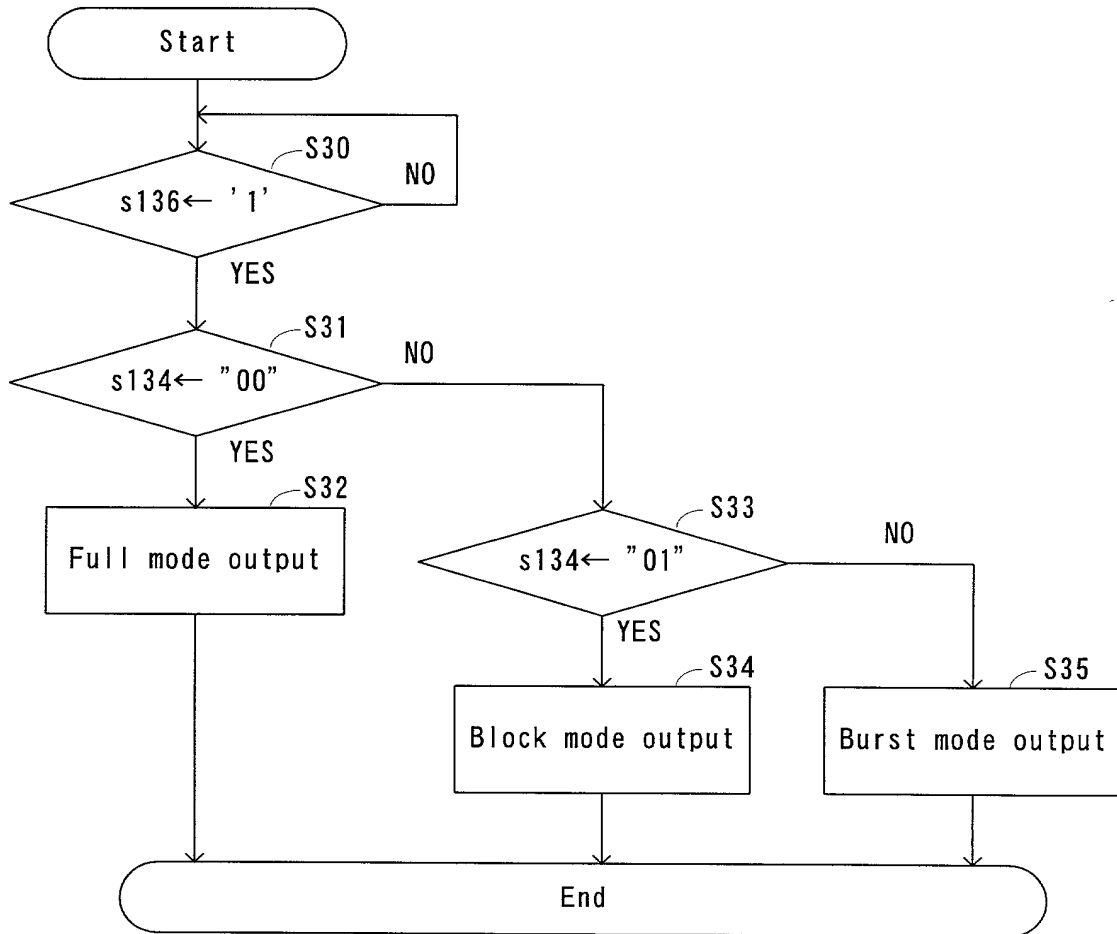 Start
S30
s136← '1'
NO
YES
S31
s134← "00"
NO
YES
S32
Full mode output
S33
s134← "01"
NO
YES
S34
Block mode output
S35
Burst mode output
End